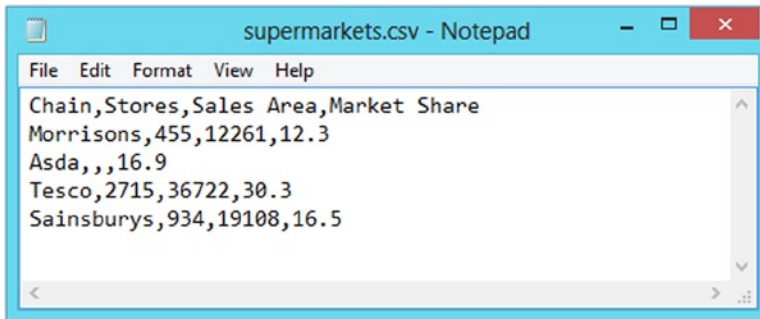 supermarkets.csv - Notepad
File Edit Format View Help
Chain,Stores,Sales Area,Market Share
Morrisons,455,12261,12.3
Asda,,,16.9
Tesco,2715,36722,30.3
Sainsburys,934,19108,16.5